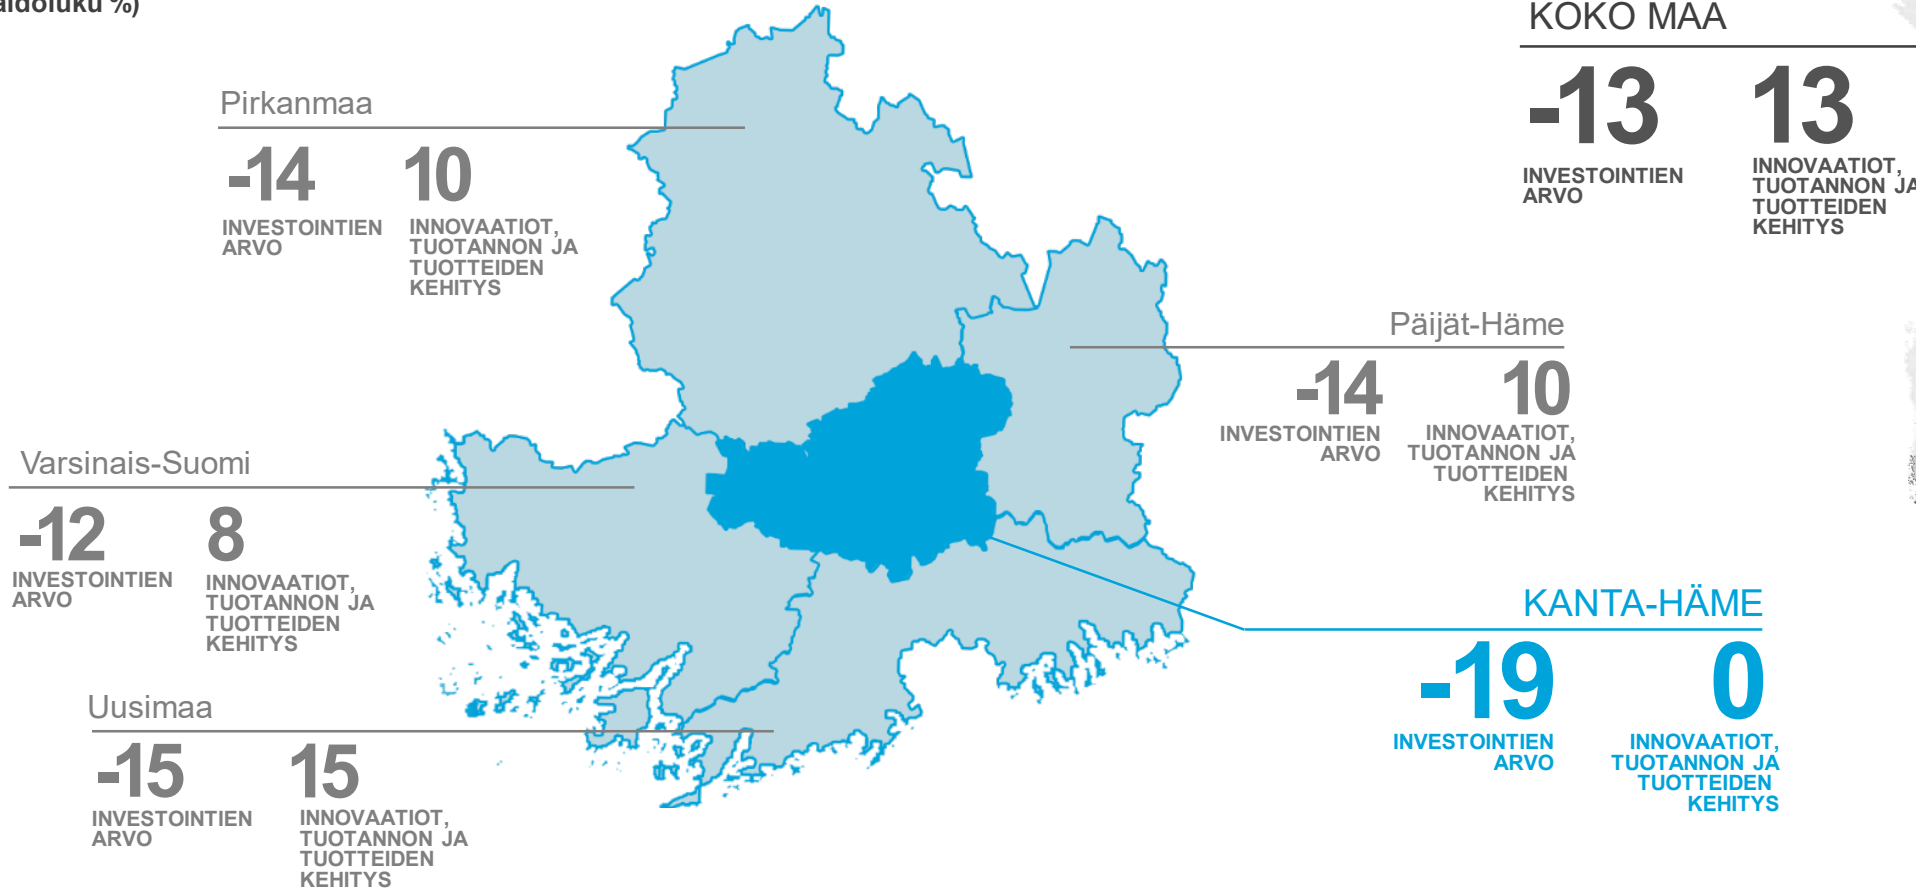 %)
KOKO MAA
-13
13
INVESTOINTIEN
ARVO
INNOVAATIOT,
TUOTANNON JA
TUOTTEIDEN
KEHITYS
Pirkanmaa
-14
10
INVESTOINTIEN
ARVO
INNOVAATIOT,
TUOTANNON JA
TUOTTEIDEN
KEHITYS
Päijät-Häme
-14
10
INVESTOINTIEN
ARVO
INNOVAATIOT,
TUOTANNON JA
TUOTTEIDEN
KEHITYS
Varsinais-Suomi
-12
8
INVESTOINTIEN
ARVO
INNOVAATIOT,
TUOTANNON JA
TUOTTEIDEN
KEHITYS
KANTA-HÄME
-19
0
INVESTOINTIEN
ARVO
INNOVAATIOT,
TUOTANNON JA
TUOTTEIDEN
KEHITYS
Uusimaa
-15
15
INVESTOINTIEN
ARVO
INNOVAATIOT,
TUOTANNON JA
TUOTTEIDEN
KEHITYS